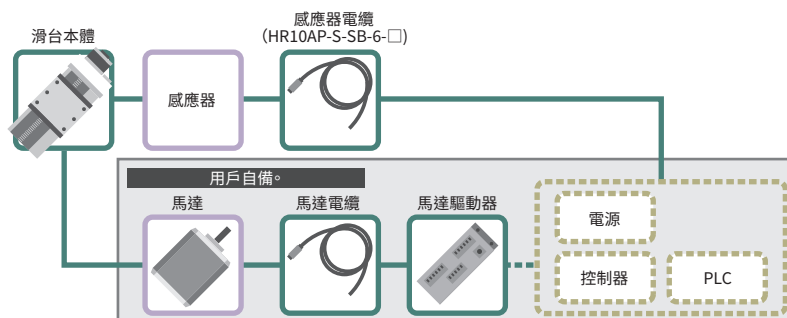 感應器電纜
(HR10AP-S-SB-6-□)
滑台本體
感應器
用戶自備。
馬達
馬達電纜
馬達驅動器
電源
控制器
PLC